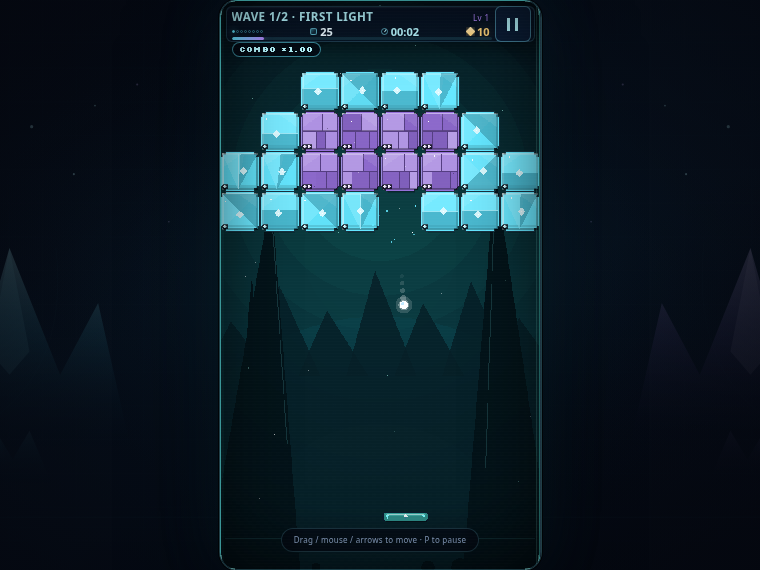 WAVE 1/2 · FIRST LIGHT
Lv 1
25
00:02
10
COMBO ×1.00
Drag / mouse / arrows to move · P to pause